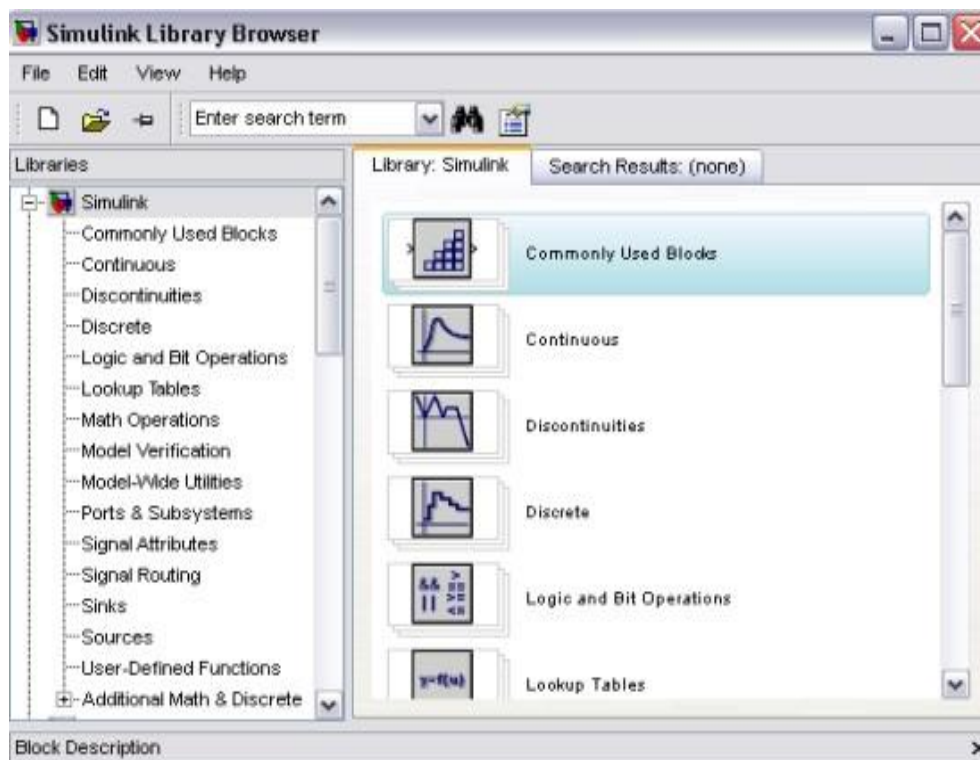 Simulink Library Browser
File Edit View Help
Enter search term
Libraries
Simulink
Commonly Used Blocks
Continuous
Discontinuities
Discrete
Logic and Bit Operations
Lookup Tables
Math Operations
Model Verification
Model-Wide Utilities
Ports & Subsystems
Signal Attributes
Signal Routing
Sinks
Sources
User-Defined Functions
Additional Math & Discrete
Library: Simulink Search Results: (none)
Commonly Used Blocks
Continuous
Discontinuities
Discrete
&& > ==
|| >= <=
Logic and Bit Operations
y=f(u)
Lookup Tables
Block Description